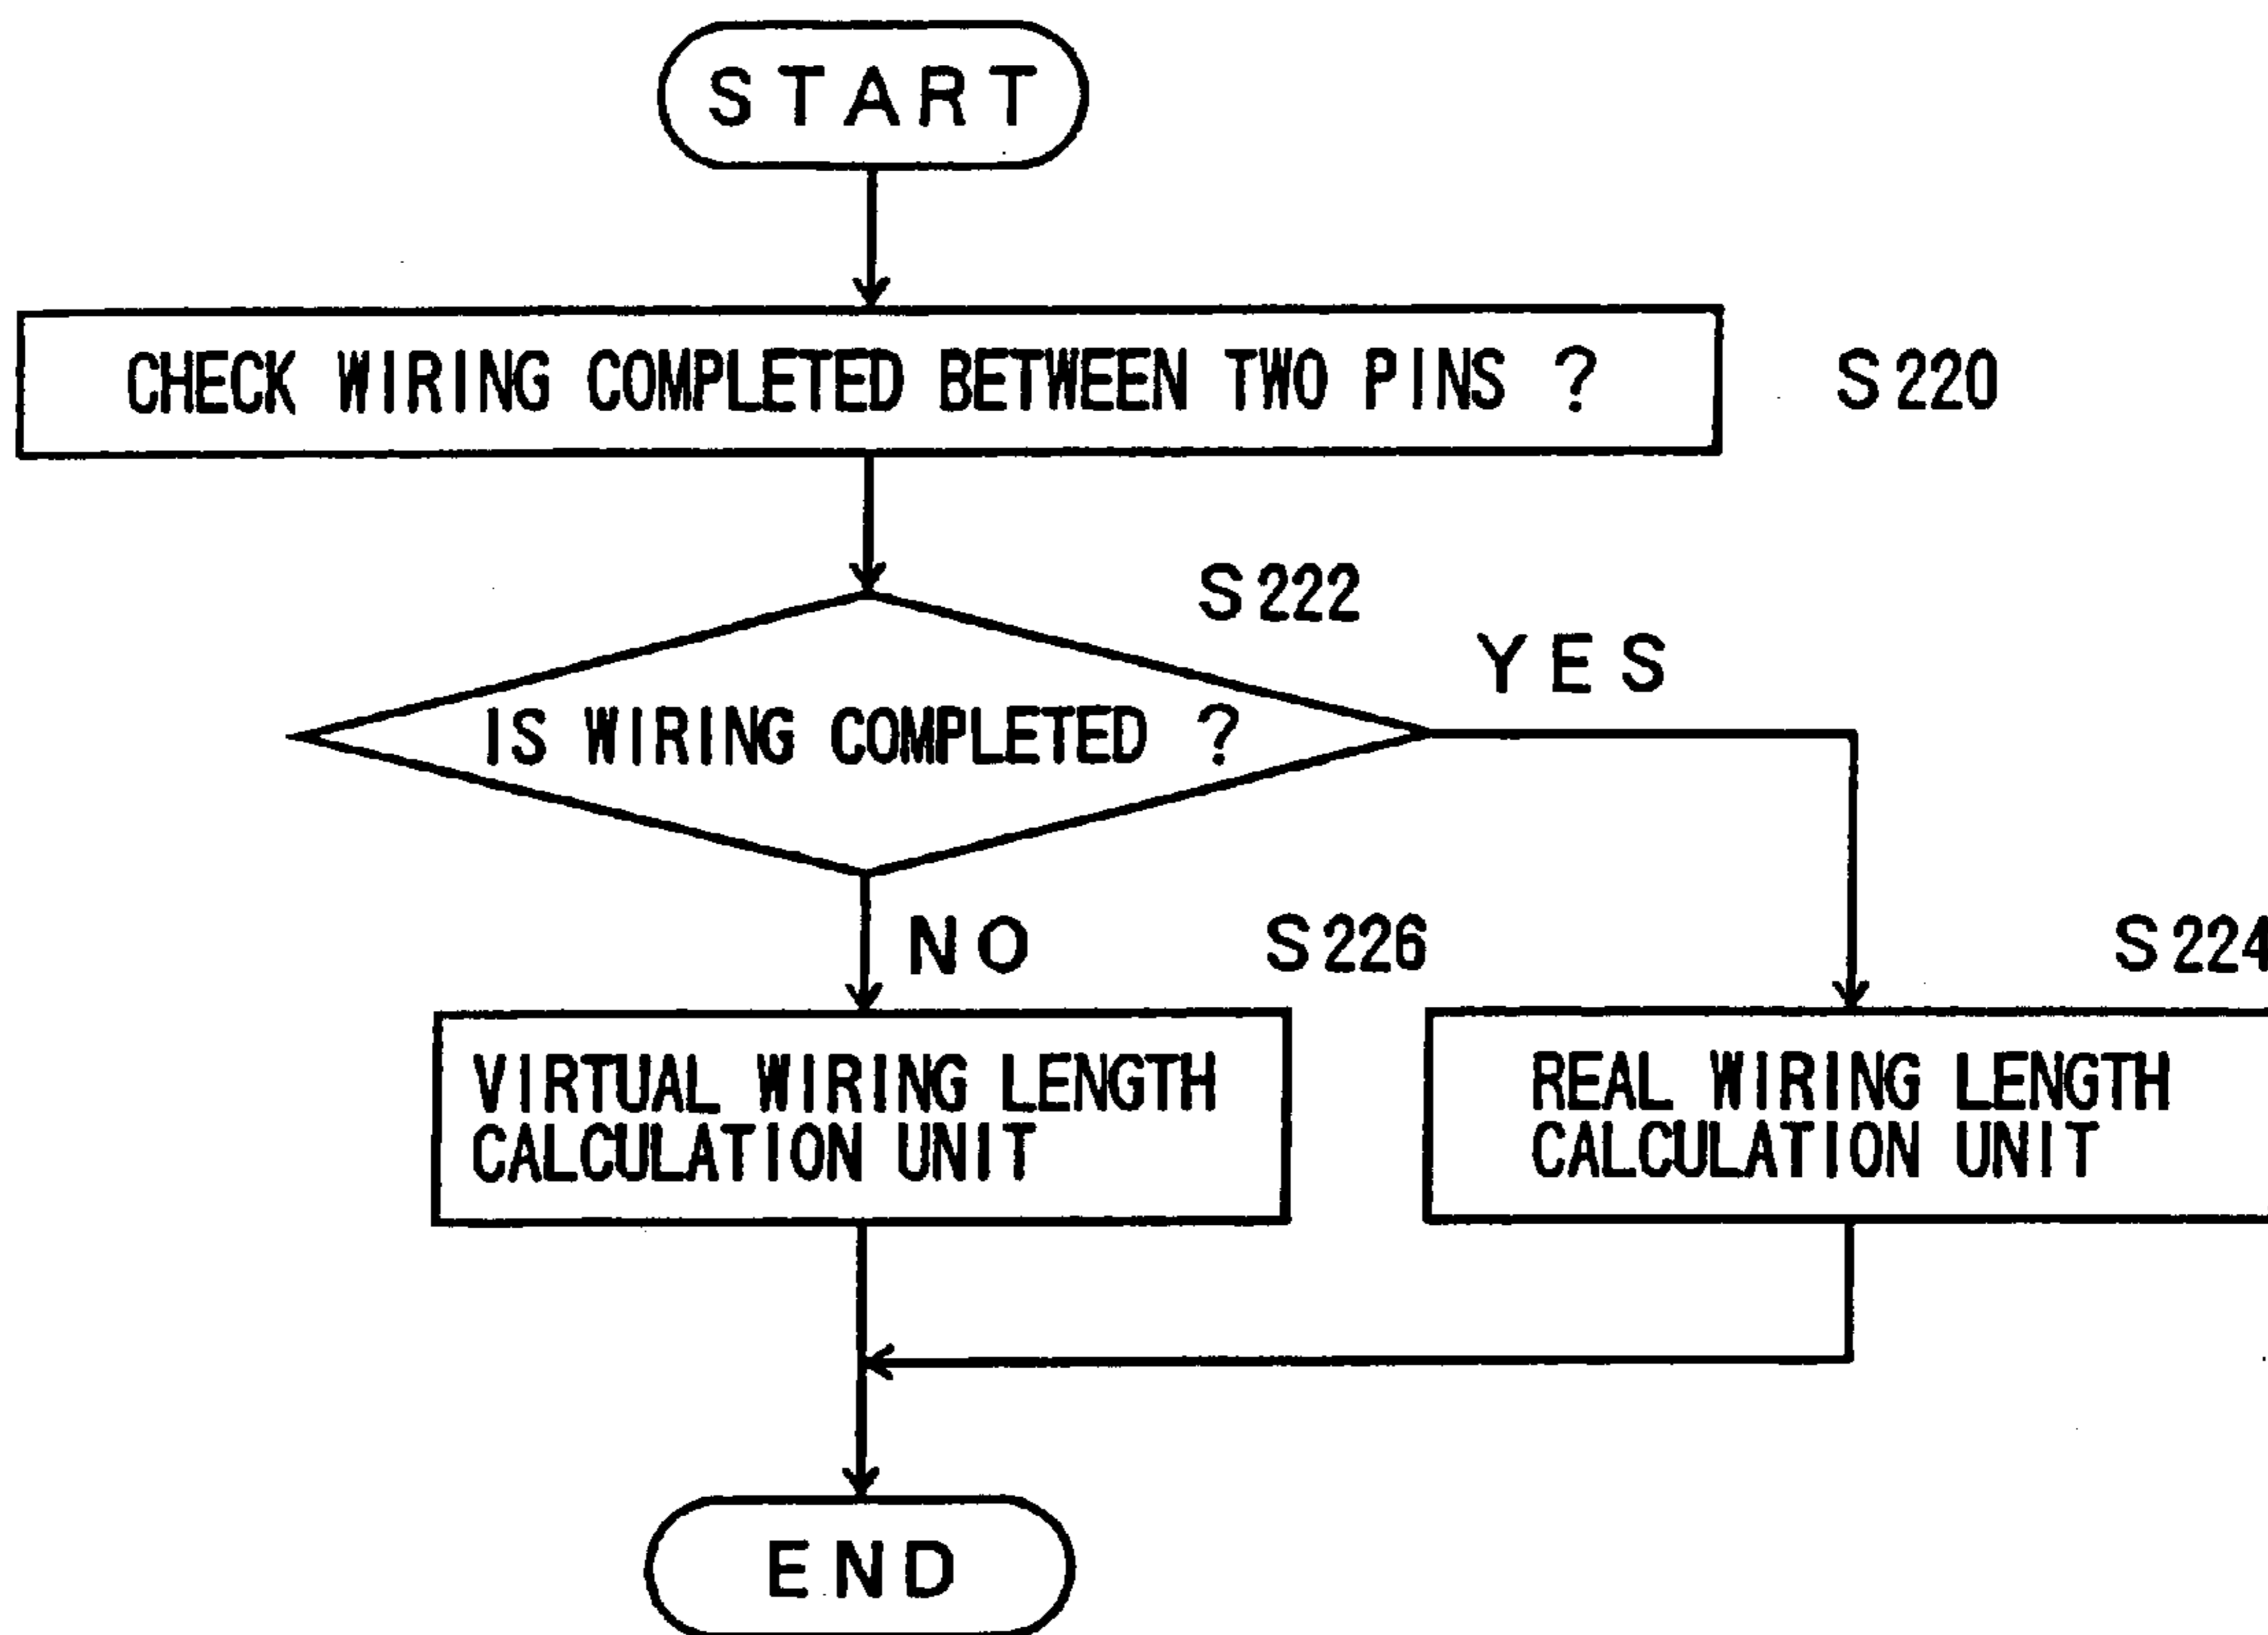 START
CHECK WIRING COMPLETED BETWEEN TWO PINS ?
S220
S222
YES
IS WIRING COMPLETED ?
NO
S226
S224
VIRTUAL WIRING LENGTH
CALCULATION UNIT
REAL WIRING LENGTH
CALCULATION UNIT
END